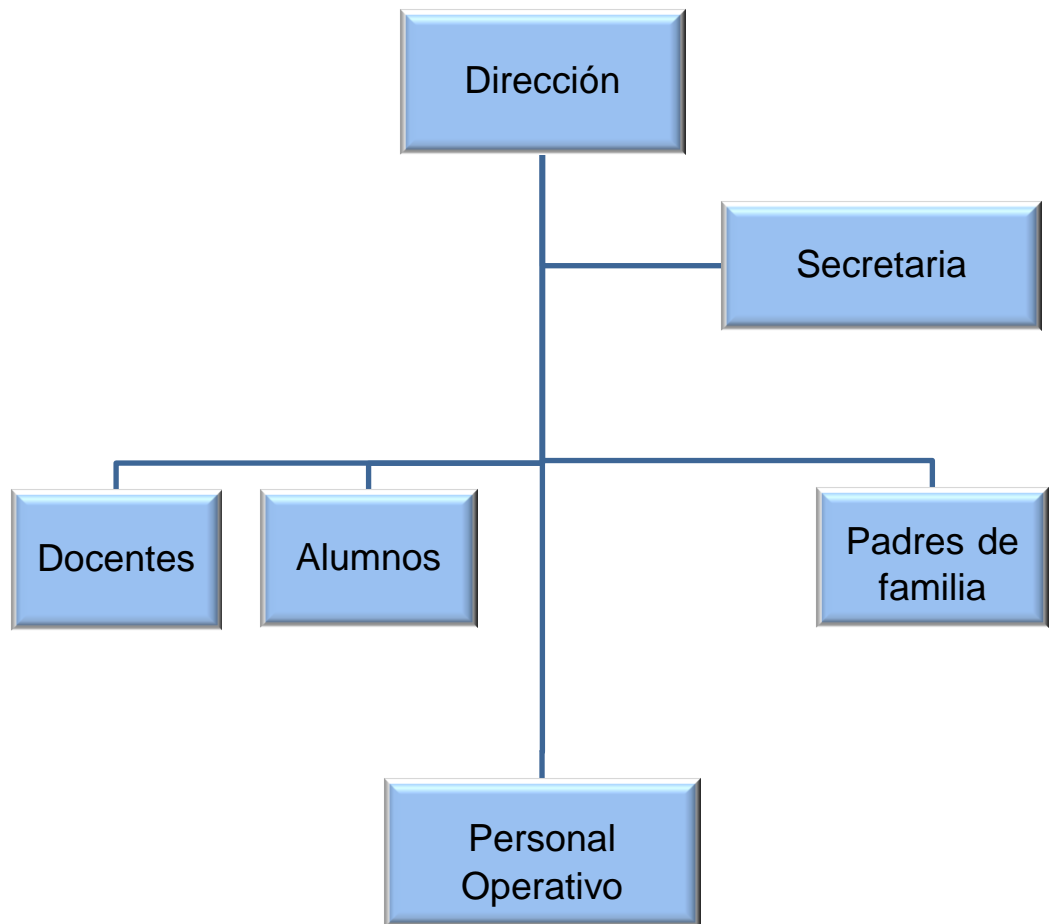 Dirección
Secretaria
Docentes
Alumnos
Padres de
familia
Personal
Operativo